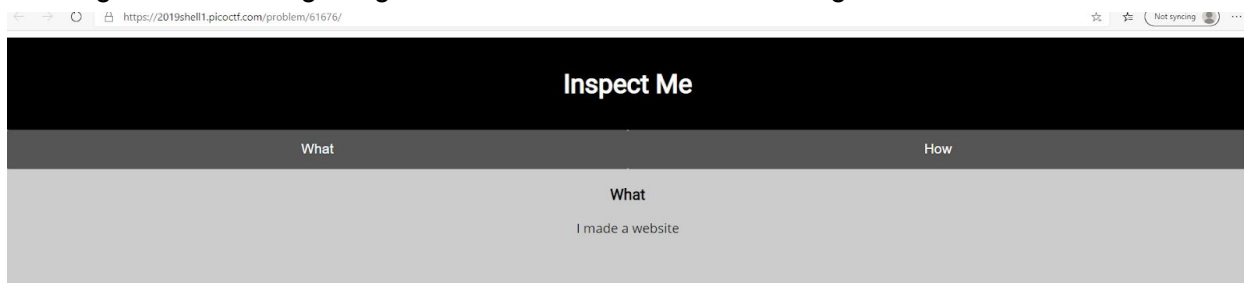 https://2019shell1.picoctf.com/problem/61676/
Not syncing
Inspect Me
What How
What
I made a website